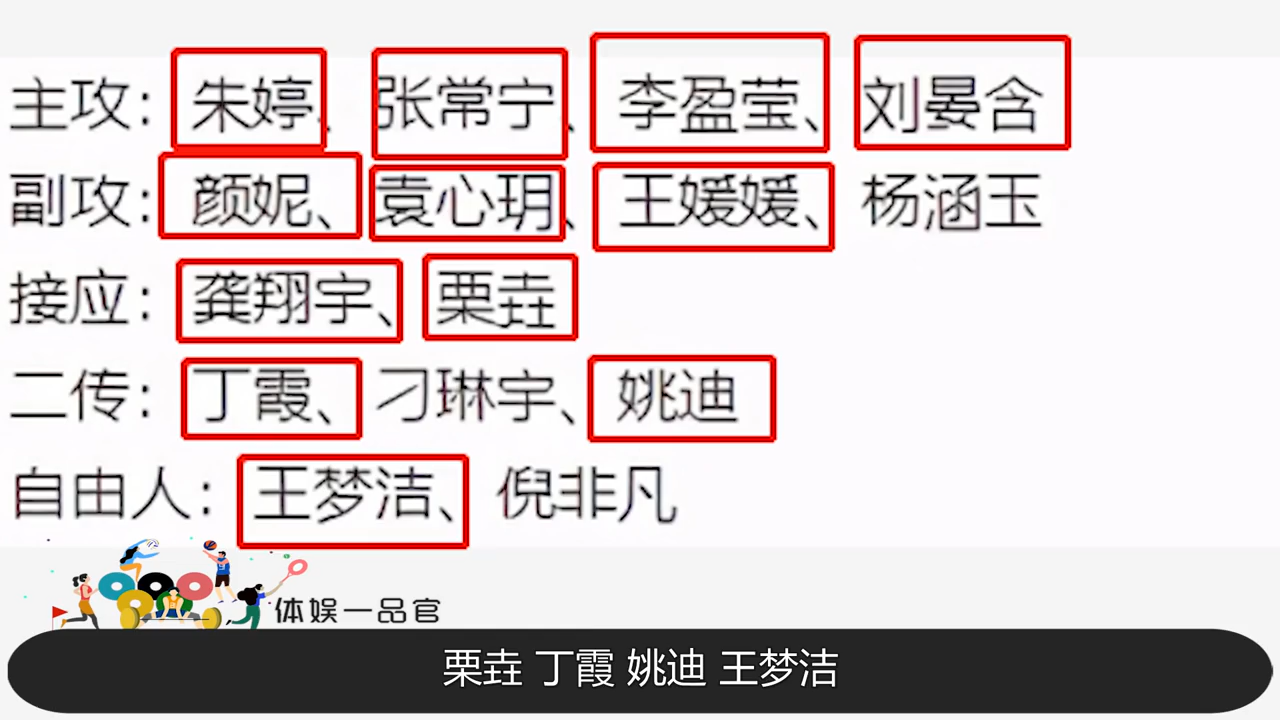 主攻：朱婷、张常宁、李盈莹、刘晏含
副攻：颜妮、袁心玥、王媛媛、杨涵玉
接应：龚翔宇、栗垚
二传：丁霞、刁琳宇、姚迪
自由人：王梦洁、倪非凡
体娱一品官
栗垚 丁霞 姚迪 王梦洁